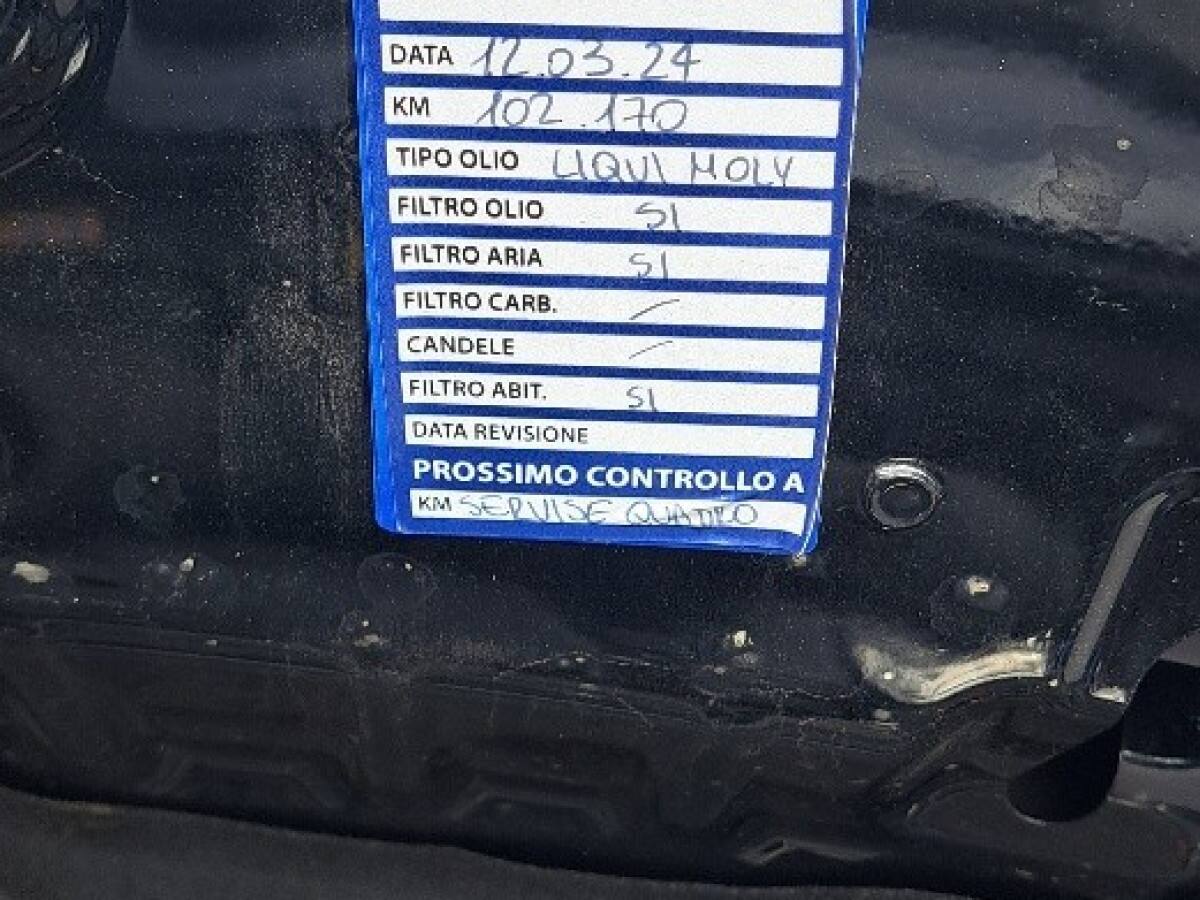 DATA 12.03.24
KM 102.170
TIPO OLIO LIQUI MOLY
FILTRO OLIO SI
FILTRO ARIA SI
FILTRO CARB. /
CANDELE /
FILTRO ABIT. SI
DATA REVISIONE
PROSSIMO CONTROLLO A
KM SERVISE QUATTRO